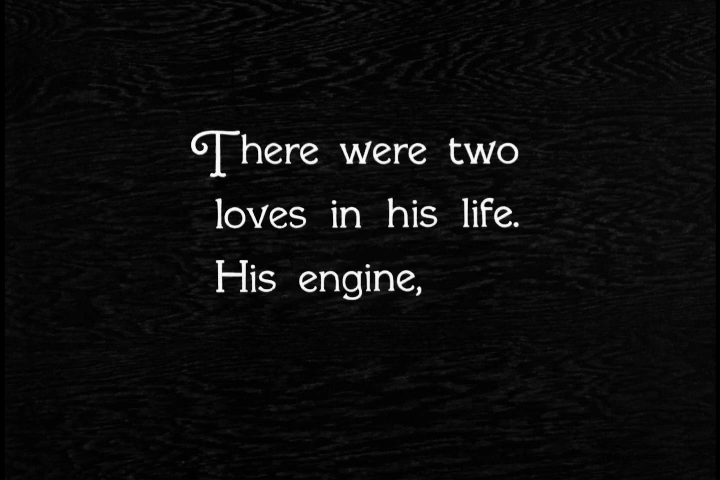 There were two
loves in his life.
His engine,